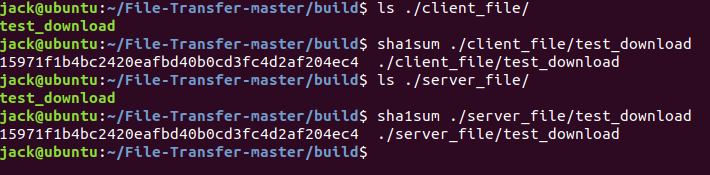 jack@ubuntu:~/File-Transfer-master/build$ ls ./client_file/
test_download
jack@ubuntu:~/File-Transfer-master/build$ sha1sum ./client_file/test_download
15971f1b4bc2420eafbd40b0cd3fc4d2af204ec4  ./client_file/test_download
jack@ubuntu:~/File-Transfer-master/build$ ls ./server_file/
test_download
jack@ubuntu:~/File-Transfer-master/build$ sha1sum ./server_file/test_download
15971f1b4bc2420eafbd40b0cd3fc4d2af204ec4  ./server_file/test_download
jack@ubuntu:~/File-Transfer-master/build$